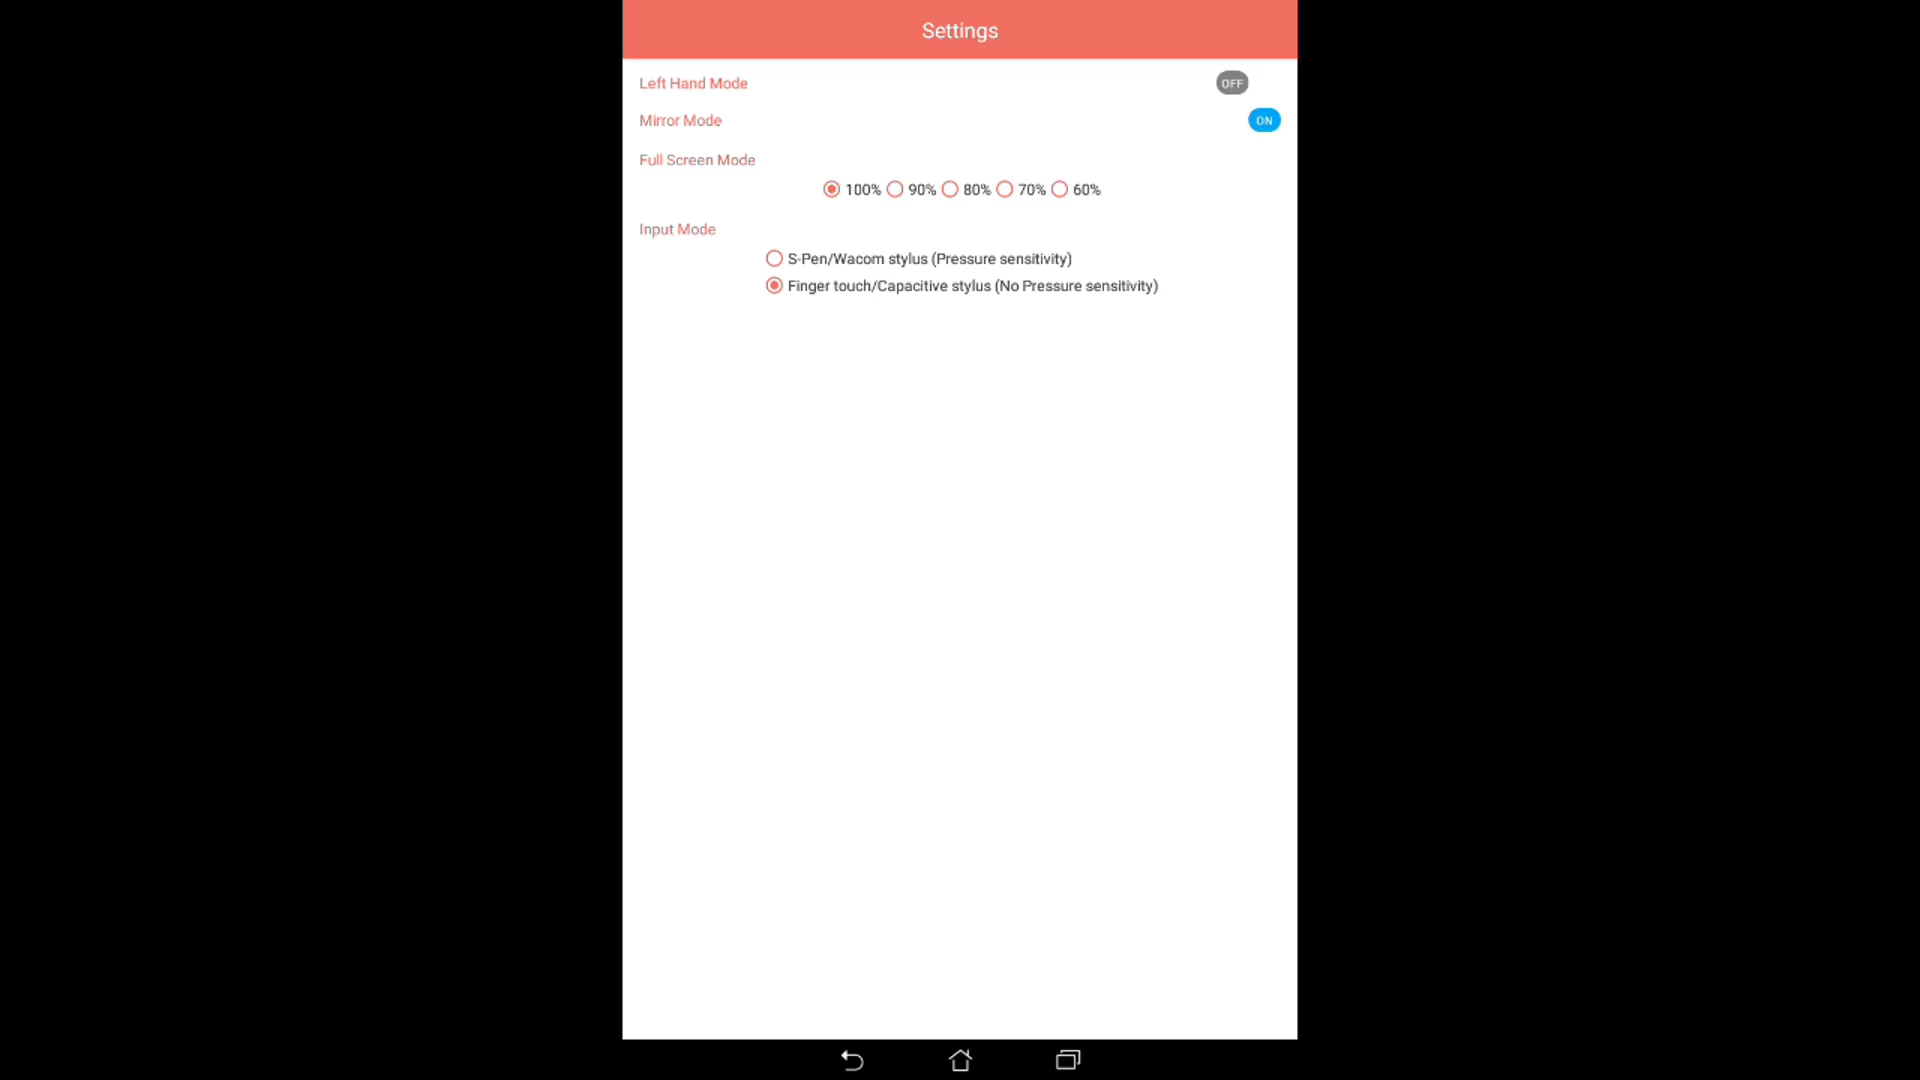 Settings
Left Hand Mode OFF
Mirror Mode ON
Full Screen Mode
100% 90% 80% 70% 60%
Input Mode
S-Pen/Wacom stylus (Pressure sensitivity)
Finger touch/Capacitive stylus (No Pressure sensitivity)